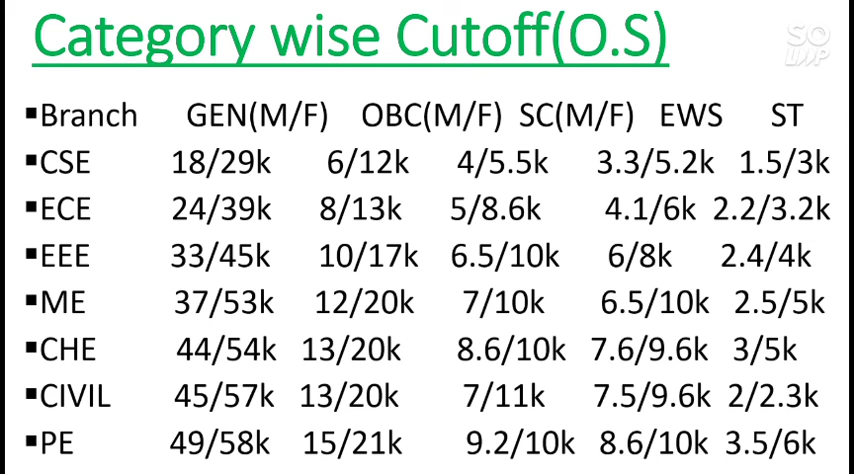 Category wise Cutoff(O.S)
SO
LOOP
▪Branch GEN(M/F) OBC(M/F) SC(M/F) EWS ST
▪CSE 18/29k 6/12k 4/5.5k 3.3/5.2k 1.5/3k
▪ECE 24/39k 8/13k 5/8.6k 4.1/6k 2.2/3.2k
▪EEE 33/45k 10/17k 6.5/10k 6/8k 2.4/4k
▪ME 37/53k 12/20k 7/10k 6.5/10k 2.5/5k
▪CHE 44/54k 13/20k 8.6/10k 7.6/9.6k 3/5k
▪CIVIL 45/57k 13/20k 7/11k 7.5/9.6k 2/2.3k
▪PE 49/58k 15/21k 9.2/10k 8.6/10k 3.5/6k